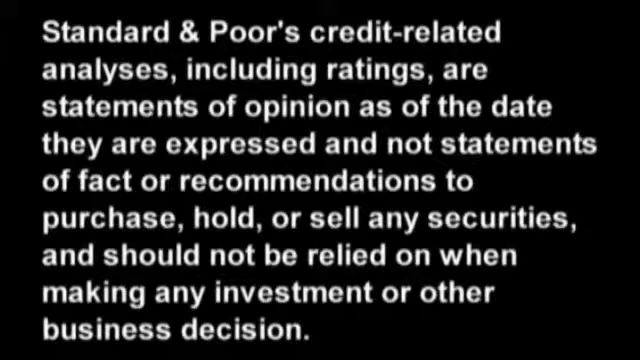 Standard & Poor's credit-related
analyses, including ratings, are
statements of opinion as of the date
they are expressed and not statements
of fact or recommendations to
purchase, hold, or sell any securities,
and should not be relied on when
making any investment or other
business decision.